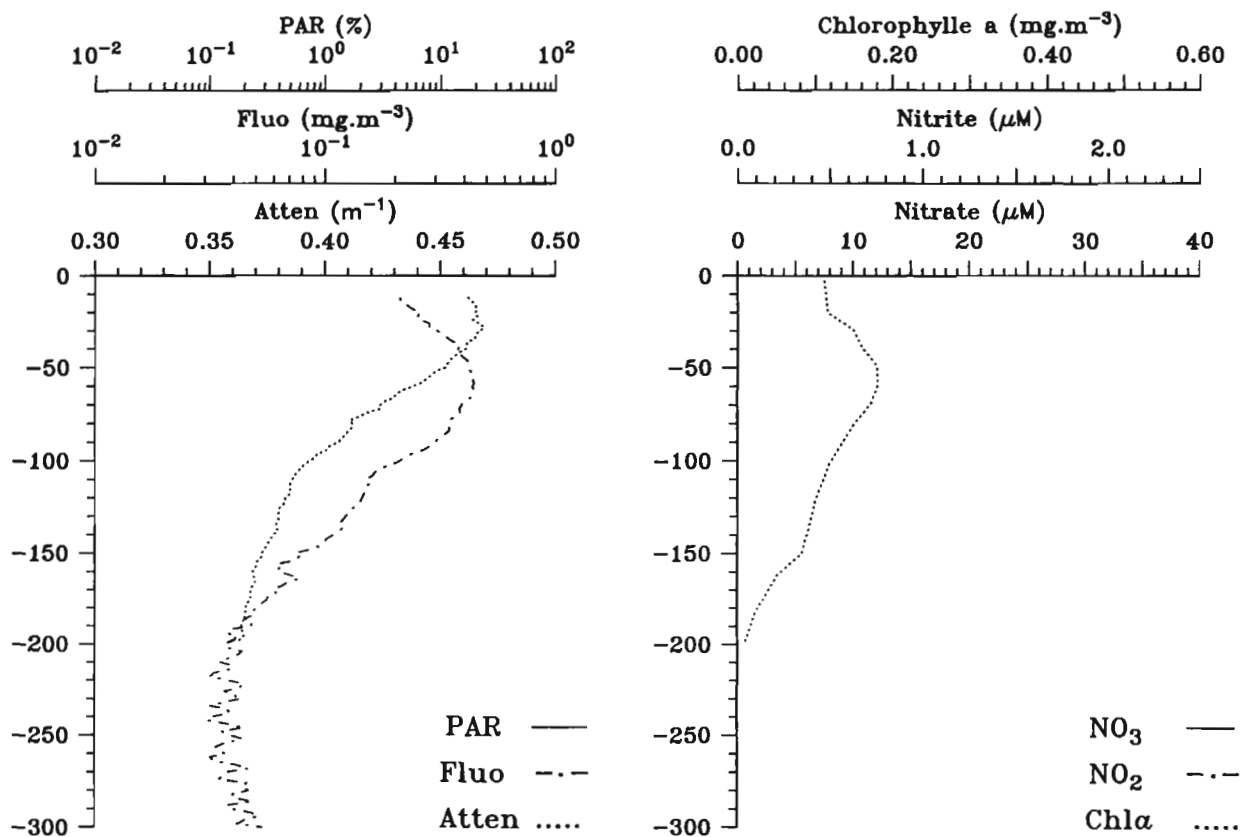 PAR (%)
10⁻² 10⁻¹ 10⁰ 10¹ 10²
Fluo (mg.m⁻³)
10⁻² 10⁻¹ 10⁰
Atten (m⁻¹)
0.30 0.35 0.40 0.45 0.50
0
−50
−100
−150
−200
−250
−300
PAR
Fluo
Atten
Chlorophylle a (mg.m⁻³)
0.00 0.20 0.40 0.60
Nitrite (μM)
0.0 1.0 2.0
Nitrate (μM)
0 10 20 30 40
0
−50
−100
−150
−200
−250
−300
NO₃
NO₂
Chla